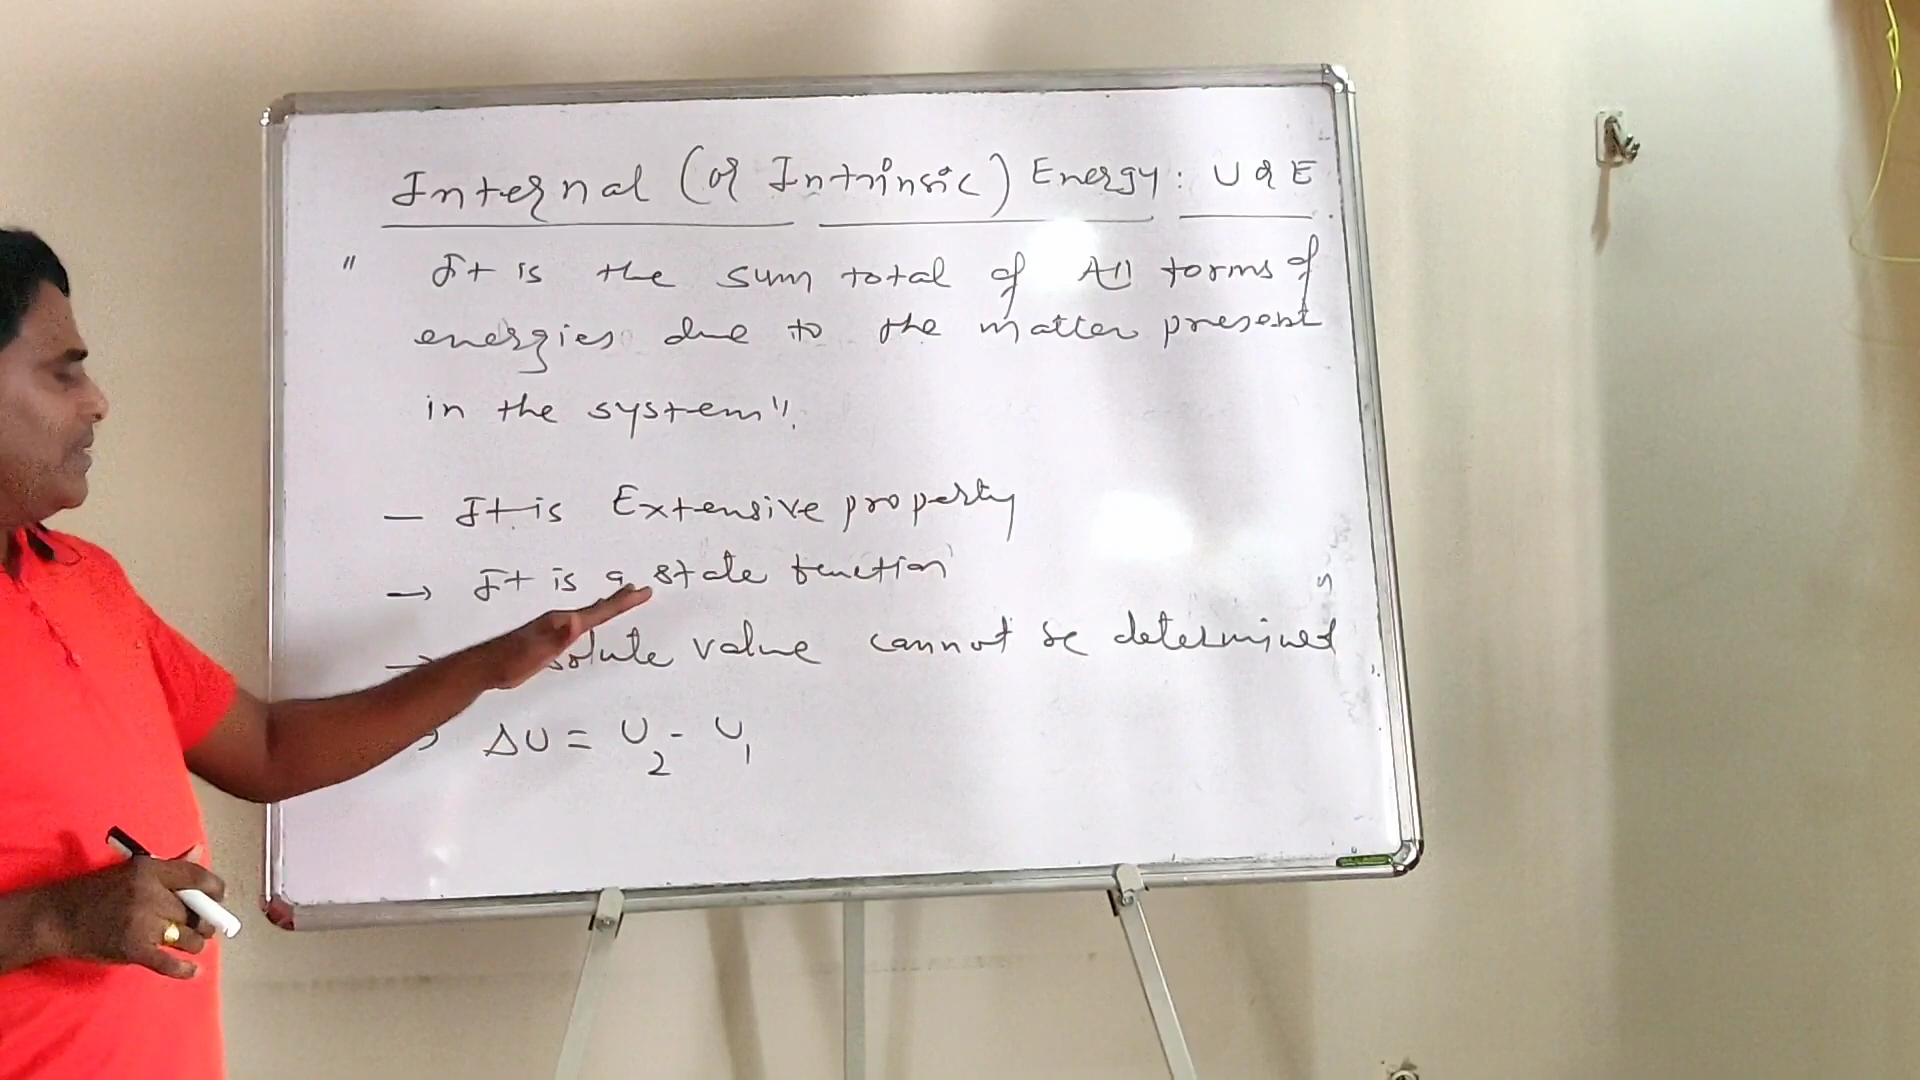 Internal (or Intrinsic) Energy: U or E
" It is the sum total of All forms of
energies due to the matter present
in the system".
— It is Extensive property
→ It is a state function
→ solute value cannot be determined
→ ΔU = U₂ - U₁